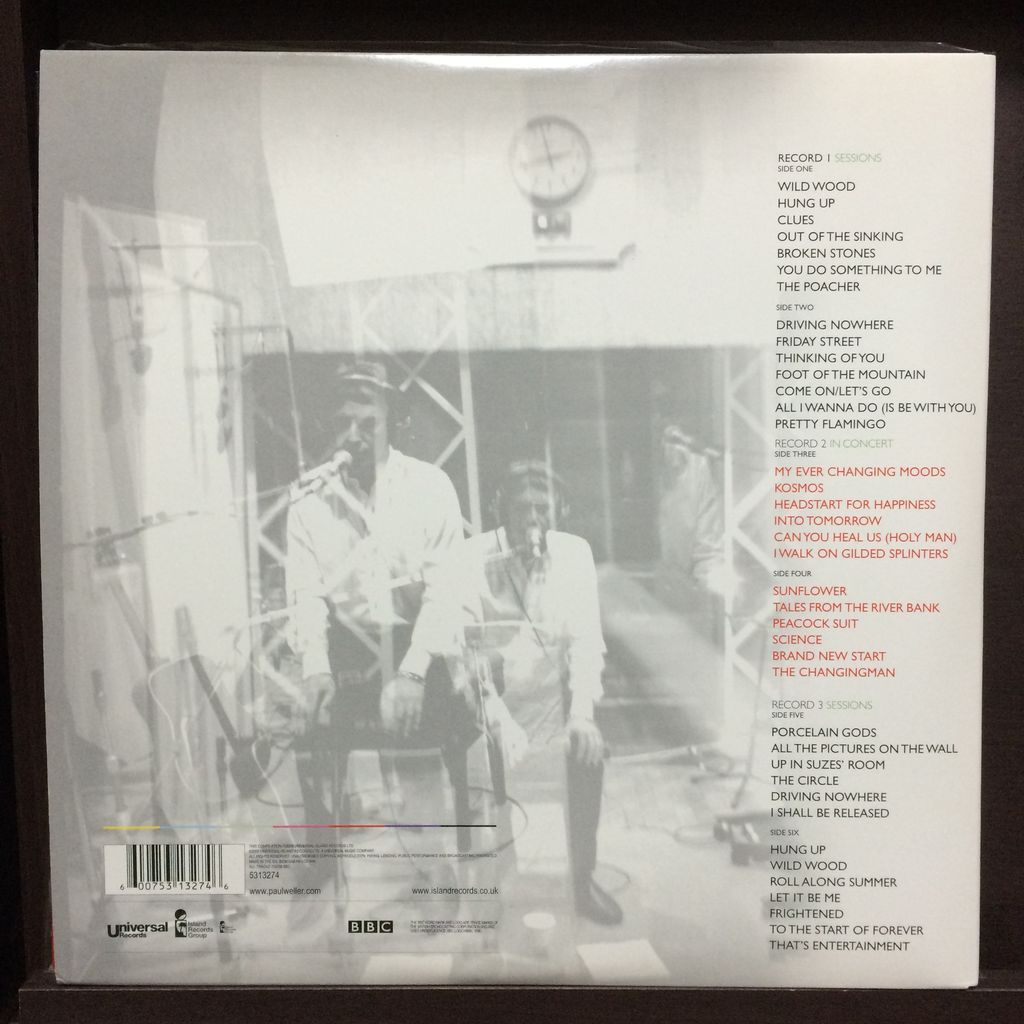 RECORD 1 SESSIONS
SIDE ONE
WILD WOOD
HUNG UP
CLUES
OUT OF THE SINKING
BROKEN STONES
YOU DO SOMETHING TO ME
THE POACHER
SIDE TWO
DRIVING NOWHERE
FRIDAY STREET
THINKING OF YOU
FOOT OF THE MOUNTAIN
COME ON/LET'S GO
ALL I WANNA DO (IS BE WITH YOU)
PRETTY FLAMINGO
RECORD 2 IN CONCERT
SIDE THREE
MY EVER CHANGING MOODS
KOSMOS
HEADSTART FOR HAPPINESS
INTO TOMORROW
CAN YOU HEAL US (HOLY MAN)
I WALK ON GILDED SPLINTERS
SIDE FOUR
SUNFLOWER
TALES FROM THE RIVER BANK
PEACOCK SUIT
SCIENCE
BRAND NEW START
THE CHANGINGMAN
RECORD 3 SESSIONS
SIDE FIVE
PORCELAIN GODS
ALL THE PICTURES ON THE WALL
UP IN SUZES' ROOM
THE CIRCLE
DRIVING NOWHERE
I SHALL BE RELEASED
SIDE SIX
HUNG UP
WILD WOOD
ROLL ALONG SUMMER
LET IT BE ME
FRIGHTENED
TO THE START OF FOREVER
THAT'S ENTERTAINMENT
5313274
6 00753 13274 6
www.paulweller.com
www.islandrecords.co.uk
Universal
Records
Island
Records
Group
BBC